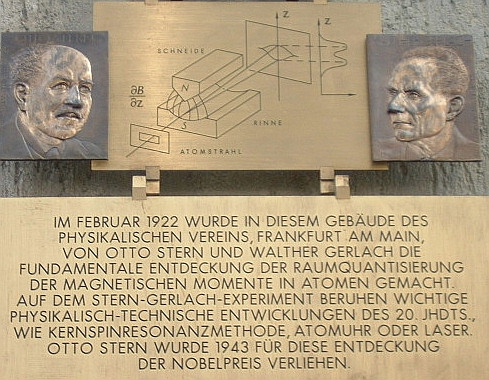 Z
Z
SCHNEIDE
∂B
∂z
N
S
RINNE
ATOMSTRAHL
IM FEBRUAR 1922 WURDE IN DIESEM GEBÄUDE DES
PHYSIKALISCHEN VEREINS, FRANKFURT AM MAIN,
VON OTTO STERN UND WALTHER GERLACH DIE
FUNDAMENTALE ENTDECKUNG DER RAUMQUANTISIERUNG
DER MAGNETISCHEN MOMENTE IN ATOMEN GEMACHT.
AUF DEM STERN-GERLACH-EXPERIMENT BERUHEN WICHTIGE
PHYSIKALISCH-TECHNISCHE ENTWICKLUNGEN DES 20. JHDTS.,
WIE KERNSPINRESONANZMETHODE, ATOMUHR ODER LASER.
OTTO STERN WURDE 1943 FÜR DIESE ENTDECKUNG
DER NOBELPREIS VERLIEHEN.